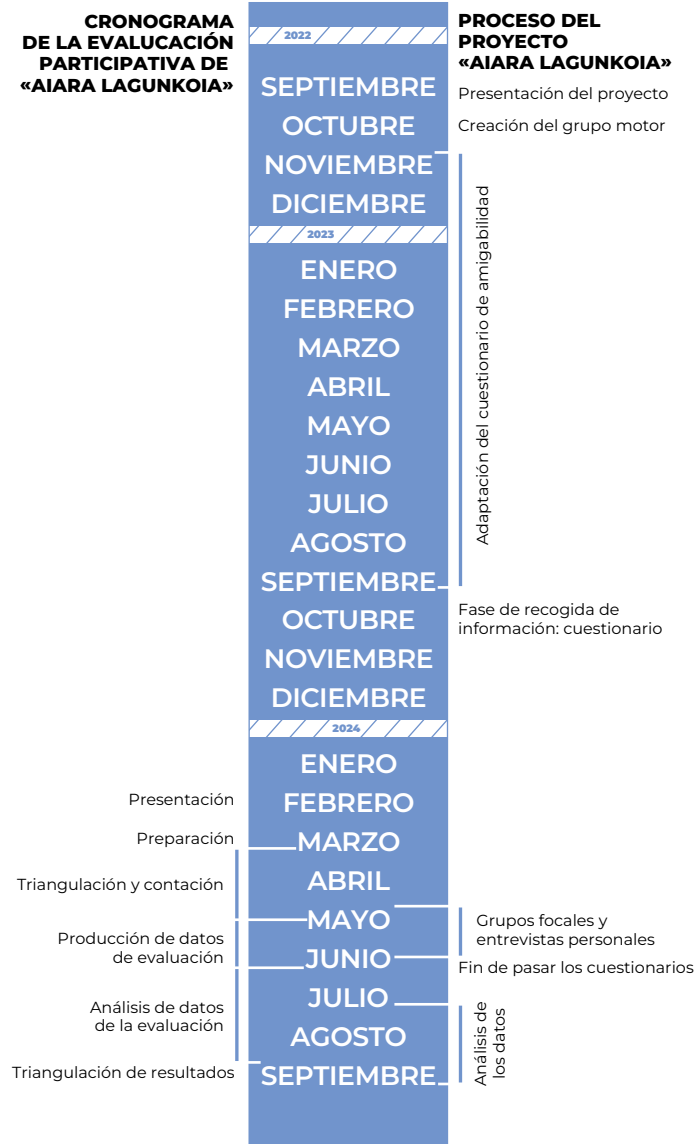 CRONOGRAMA
DE LA EVALUCACIÓN
PARTICIPATIVA DE
«AIARA LAGUNKOIA»
PROCESO DEL
PROYECTO
«AIARA LAGUNKOIA»
2022
SEPTIEMBRE
Presentación del proyecto
OCTUBRE
Creación del grupo motor
NOVIEMBRE
DICIEMBRE
Adaptación del cuestionario de amigabilidad
2023
ENERO
FEBRERO
MARZO
ABRIL
MAYO
JUNIO
JULIO
AGOSTO
SEPTIEMBRE
OCTUBRE
Fase de recogida de
información: cuestionario
NOVIEMBRE
DICIEMBRE
2024
ENERO
Presentación
FEBRERO
Preparación
MARZO
Triangulación y contación
ABRIL
MAYO
Grupos focales y
entrevistas personales
Producción de datos
de evaluación
JUNIO
Fin de pasar los cuestionarios
JULIO
Análisis de datos
de la evaluación
AGOSTO
Análisis de
los datos
Triangulación de resultados
SEPTIEMBRE